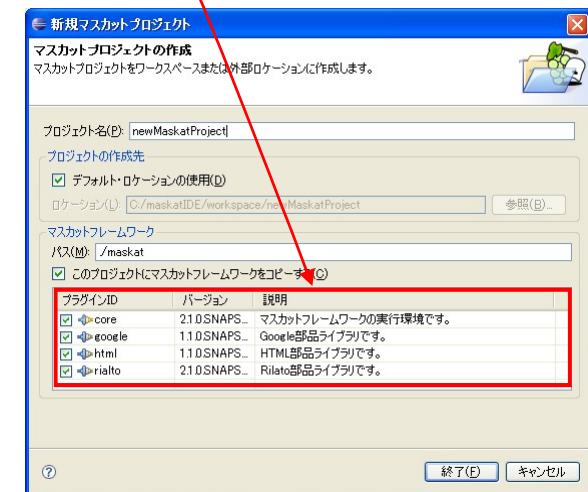 新規マスカットプロジェクト
マスカットプロジェクトの作成
マスカットプロジェクトをワークスペースまたは外部ロケーションに作成します。
プロジェクト名(P): newMaskatProject
プロジェクトの作成先
デフォルト・ロケーションの使用(D)
ロケーション(L): C:/maskatIDE/workspace/newMaskatProject 参照(B)...
マスカットフレームワーク
パス(M): /maskat
このプロジェクトにマスカットフレームワークをコピーする(C)
プラグインID バージョン 説明
core 2.1.0.SNAPS... マスカットフレームワークの実行環境です。
google 1.1.0.SNAPS... Google部品ライブラリです。
html 1.1.0.SNAPS... HTML部品ライブラリです。
rialto 2.1.0.SNAPS... Rilato部品ライブラリです。
終了(F) キャンセル